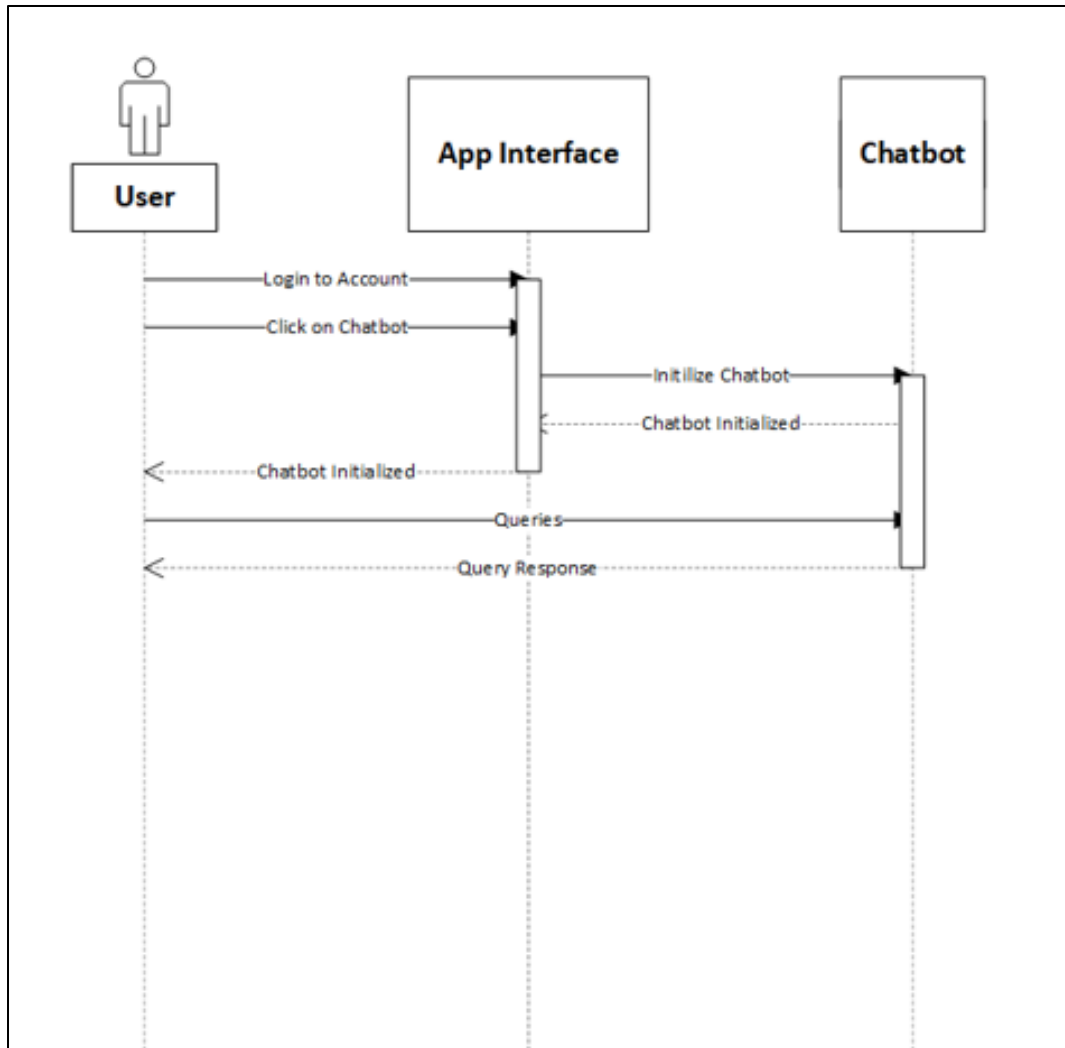 User
App Interface
Chatbot
Login to Account
Click on Chatbot
Initilize Chatbot
Chatbot Initialized
Chatbot Initialized
Queries
Query Response